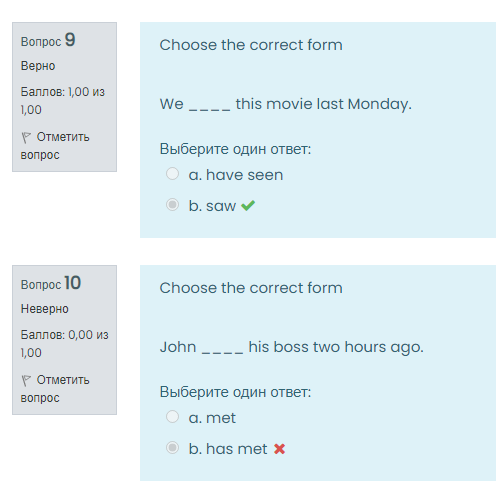 Вопрос 9
Верно
Баллов: 1,00 из
1,00
Отметить
вопрос
Choose the correct form
We ____ this movie last Monday.
Выберите один ответ:
a. have seen
b. saw
Вопрос 10
Неверно
Баллов: 0,00 из
1,00
Отметить
вопрос
Choose the correct form
John ____ his boss two hours ago.
Выберите один ответ:
a. met
b. has met